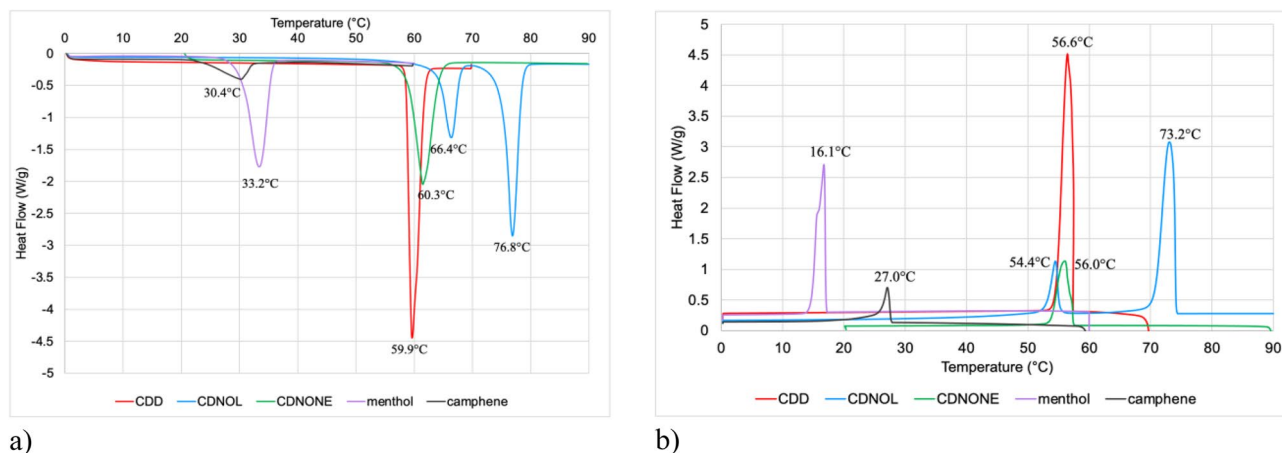 Temperature (°C)
0 10 20 30 40 50 60 70 80 90
0
-0.5
-1
-1.5
-2
-2.5
-3
-3.5
-4
-4.5
-5
Heat Flow (W/g)
30.4°C
33.2°C
66.4°C
60.3°C
76.8°C
59.9°C
CDD CDNOL CDNONE menthol camphene
a)
5
4.5
4
3.5
3
2.5
2
1.5
1
0.5
0
Heat Flow (W/g)
56.6°C
73.2°C
16.1°C
54.4°C
56.0°C
27.0°C
0 10 20 30 40 50 60 70 80 90
Temperature (°C)
CDD CDNOL CDNONE menthol camphene
b)